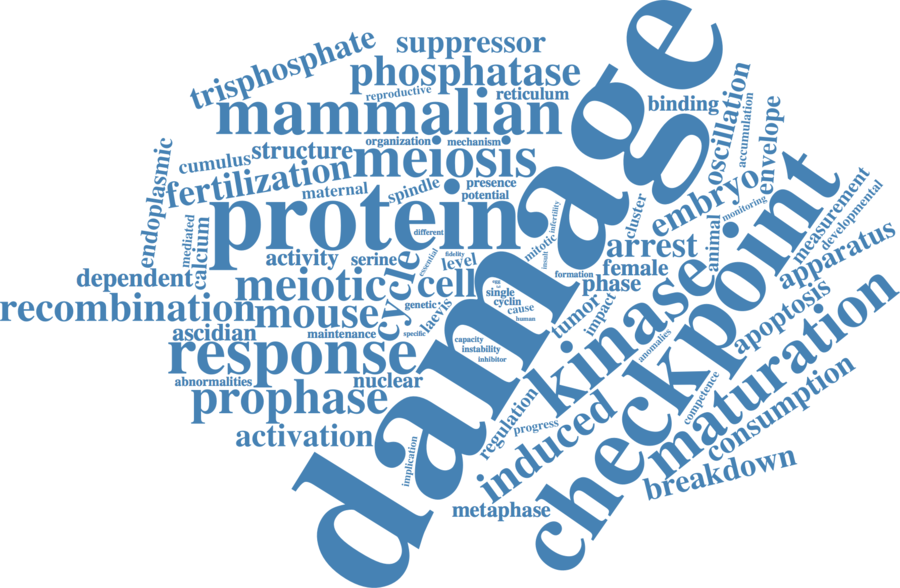 trisphosphate
suppressor
phosphatase
reproductive
reticulum
mammalian
binding
oscillation
accumulation
envelope
damage
organization
mechanism
cumulus
structure
meiosis
endoplasmic
fertilization
maternal
spindle
presence
potential
protein
different
infertility
cluster
embryo
monitoring
checkpoint
measurement
developmental
mediated
calcium
activity
serine
cycle
essential
fidelity
level
mitotic
insult
arrest
animal
apparatus
dependent
meiotic
cell
formation
female
phase
recombination
mouse
genetic
laevis
single
cyclin
cause
human
tumor
impact
kinase
apoptosis
ascidian
maintenance
specific
response
capacity
instability
inhibitor
anomalies
maturation
abnormalities
nuclear
prophase
competence
consumption
activation
regulation
progress
induced
implication
breakdown
metaphase